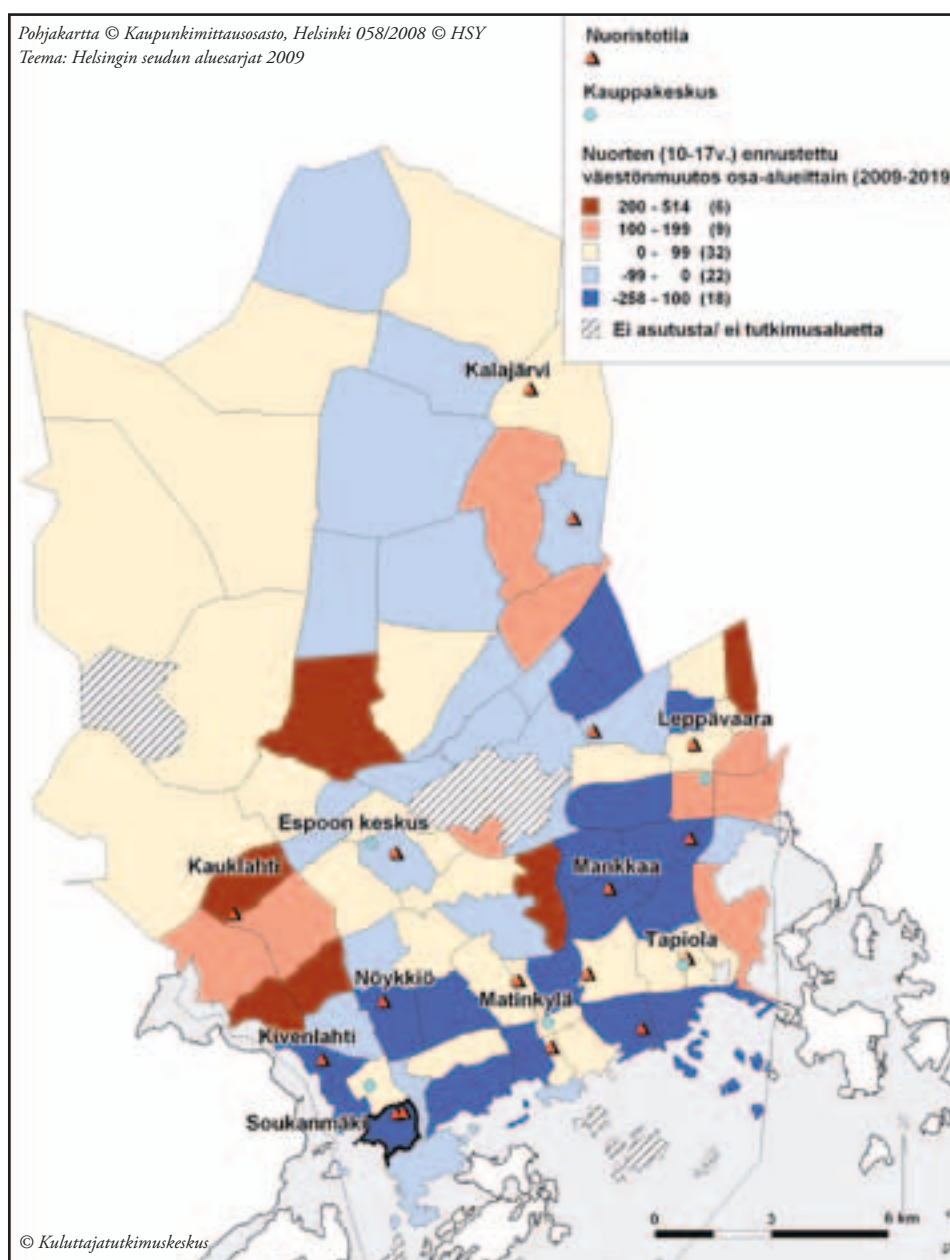 Pohjakartta © Kaupunkimittausosasto, Helsinki 058/2008 © HSY
Teema: Helsingin seudun aluesarjat 2009
Nuoristotila
Kauppakeskus
Nuorten (10-17v.) ennustettu
väestönmuutos osa-alueittain (2009-2019
200 - 514 (6)
100 - 199 (9)
0 - 99 (32)
-99 - 0 (22)
-258 - 100 (18)
Ei asutusta/ ei tutkimusaluetta
Kalajärvi
Leppävaara
Espoon keskus
Kauklahti
Mankkaa
Tapiola
Nöykkiö
Matinkylä
Kivenlahti
Soukanmäki
0 3 6 km
© Kuluttajatutkimuskeskus